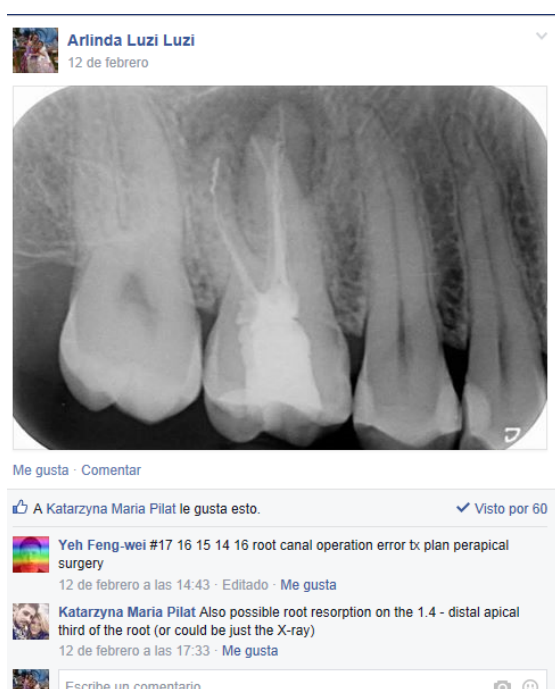 Arlinda Luzi Luzi
12 de febrero
Me gusta · Comentar
A Katarzyna Maria Pilat le gusta esto.
Visto por 60
Yeh Feng-wei #17 16 15 14 16 root canal operation error tx plan perapical
surgery
12 de febrero a las 14:43 · Editado · Me gusta
Katarzyna Maria Pilat Also possible root resorption on the 1.4 - distal apical
third of the root (or could be just the X-ray)
12 de febrero a las 17:33 · Me gusta
Escribe un comentario